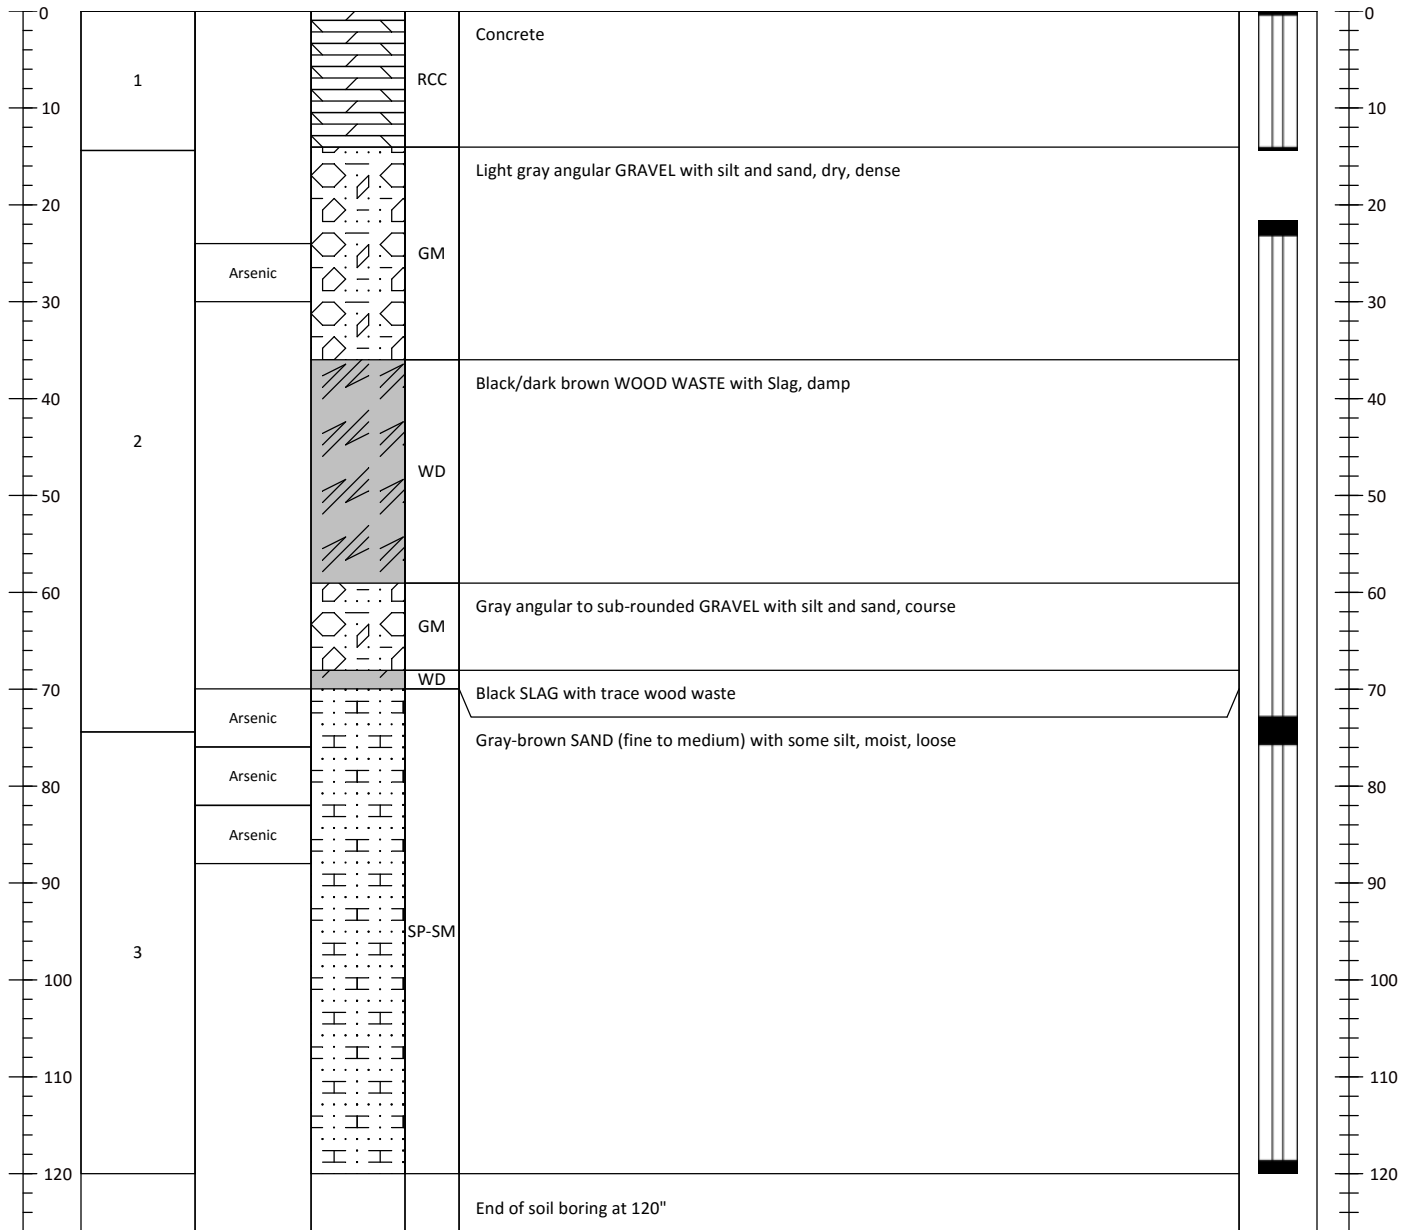 0
0
Concrete
1
RCC
10
10
Light gray angular GRAVEL with silt and sand, dry, dense
20
20
GM
Arsenic
30
30
Black/dark brown WOOD WASTE with Slag, damp
40
40
2
WD
50
50
60
60
Gray angular to sub-rounded GRAVEL with silt and sand, course
GM
WD
70
70
Black SLAG with trace wood waste
Arsenic
Gray-brown SAND (fine to medium) with some silt, moist, loose
Arsenic
80
80
Arsenic
90
90
SP-SM
3
100
100
110
110
120
120
End of soil boring at 120"